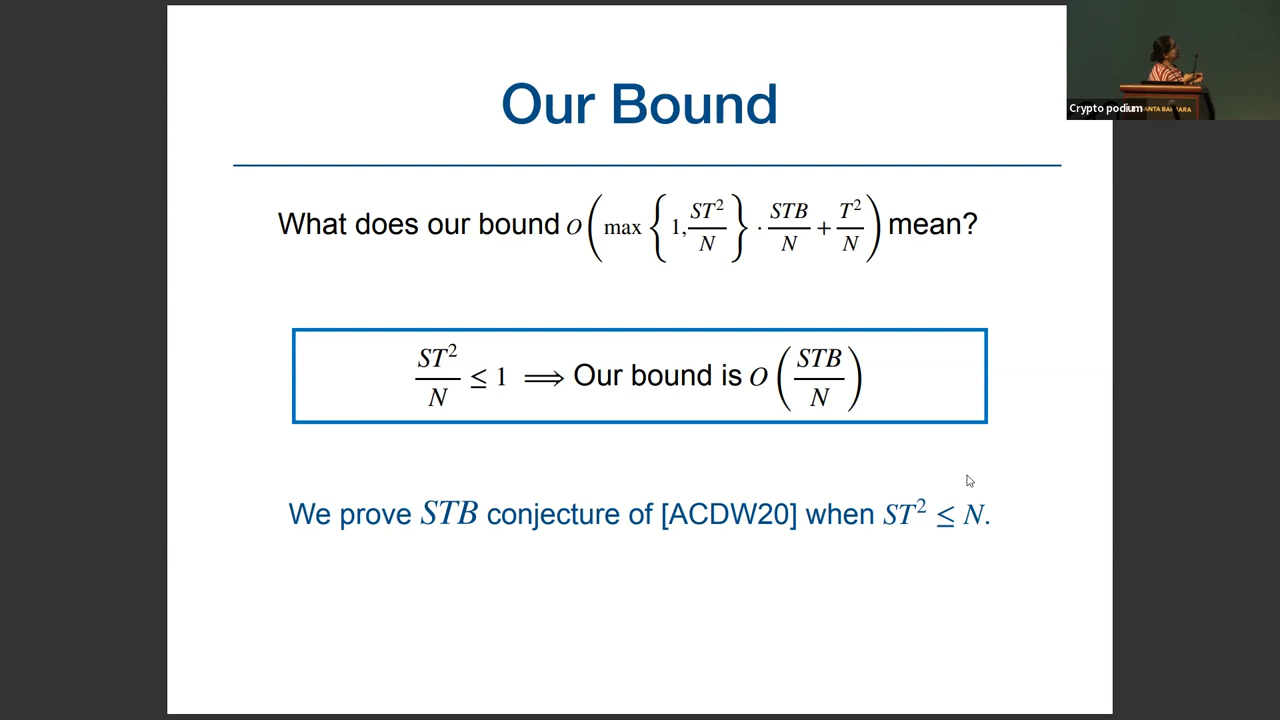 Our Bound
What does our bound O(max{1, ST²/N} · STB/N + T²/N) mean?
ST²/N ≤ 1 ⟹ Our bound is O(STB/N)
We prove STB conjecture of [ACDW20] when ST² ≤ N.
Crypto podium